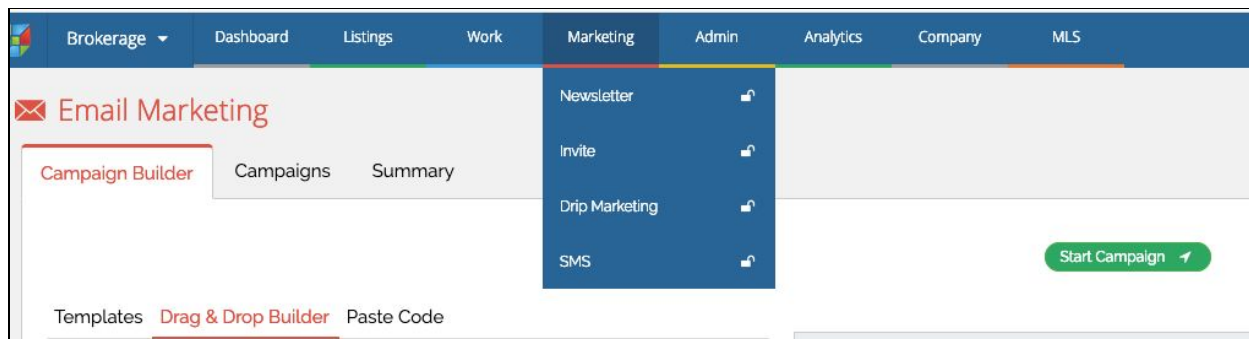 Brokerage Dashboard Listings Work Marketing Admin Analytics Company MLS
Newsletter
Email Marketing
Invite
Campaign Builder Campaigns Summary
Drip Marketing
SMS
Start Campaign
Templates Drag & Drop Builder Paste Code